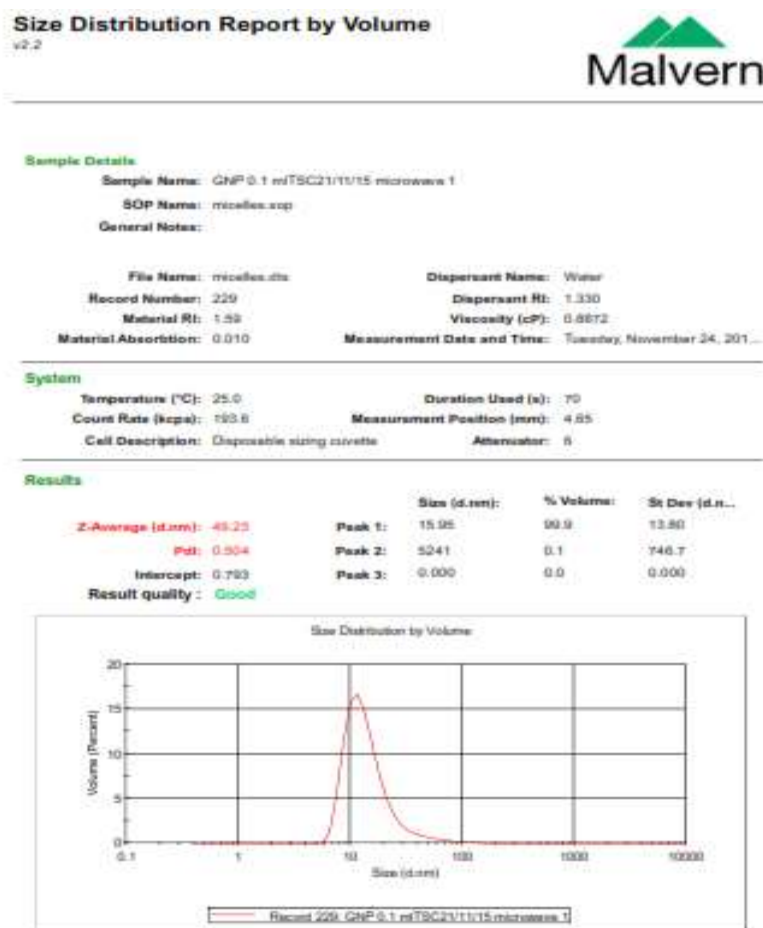 Size Distribution Report by Volume
v2.2
Malvern
Sample Details
Sample Name: GNP 0.1 mlTSC21/11/15 microwave 1
SOP Name: micelles.sop
General Notes:
File Name: micelles.dts Dispersant Name: Water
Record Number: 229 Dispersant RI: 1.330
Material RI: 1.59 Viscosity (cP): 0.8872
Material Absorbtion: 0.010 Measurement Date and Time: Tuesday, November 24, 201...
System
Temperature (°C): 25.0 Duration Used (s): 70
Count Rate (kcps): 193.6 Measurement Position (mm): 4.65
Cell Description: Disposable sizing cuvette Attenuator: 6
Results
Size (d.nm): % Volume: St Dev (d.n...
Z-Average (d.nm): 49.23 Peak 1: 15.95 99.9 13.80
PdI: 0.504 Peak 2: 5241 0.1 746.7
Intercept: 0.793 Peak 3: 0.000 0.0 0.000
Result quality : Good
Size Distribution by Volume
Volume (Percent)
20
15
10
5
0
0.1 1 10 100 1000 10000
Size (d.nm)
Record 229: GNP 0.1 mlTSC21/11/15 microwave 1